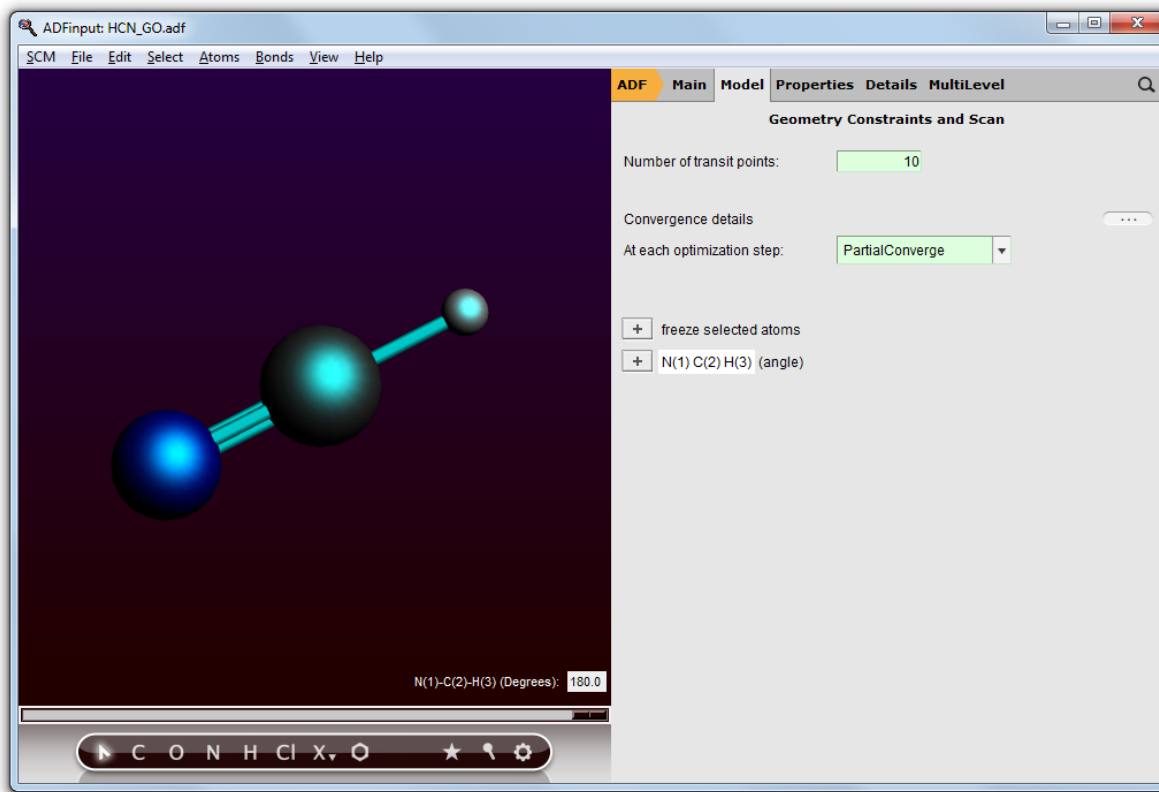 ADFinput: HCN_GO.adf
SCM File Edit Select Atoms Bonds View Help
ADF Main Model Properties Details MultiLevel
Geometry Constraints and Scan
Number of transit points: 10
Convergence details ...
At each optimization step: PartialConverge
+ freeze selected atoms
+ N(1) C(2) H(3) (angle)
N(1)-C(2)-H(3) (Degrees): 180.0
C O N H Cl X